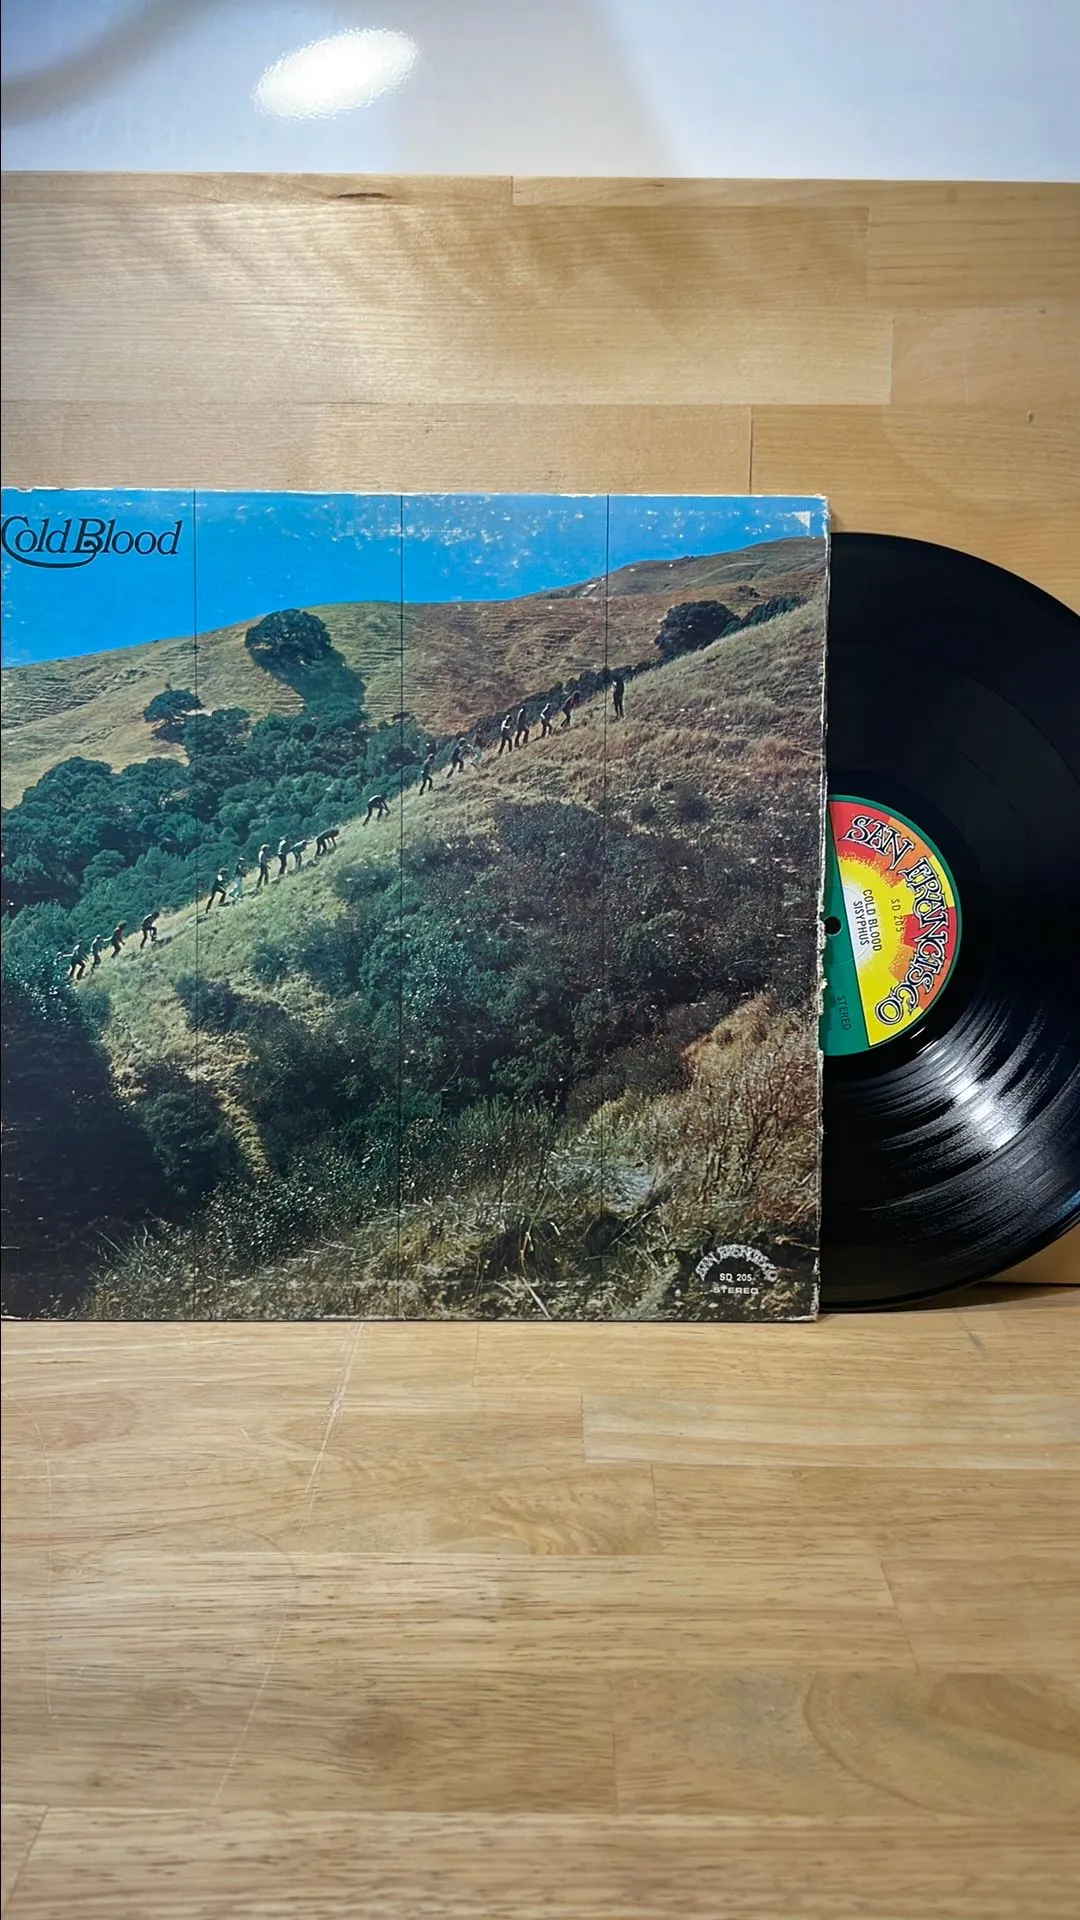 Cold Blood
SAN FRANCISCO
SD 205
COLD BLOOD
SISYPHUS
STEREO
SAN FRANCISCO
SD 205
STEREO